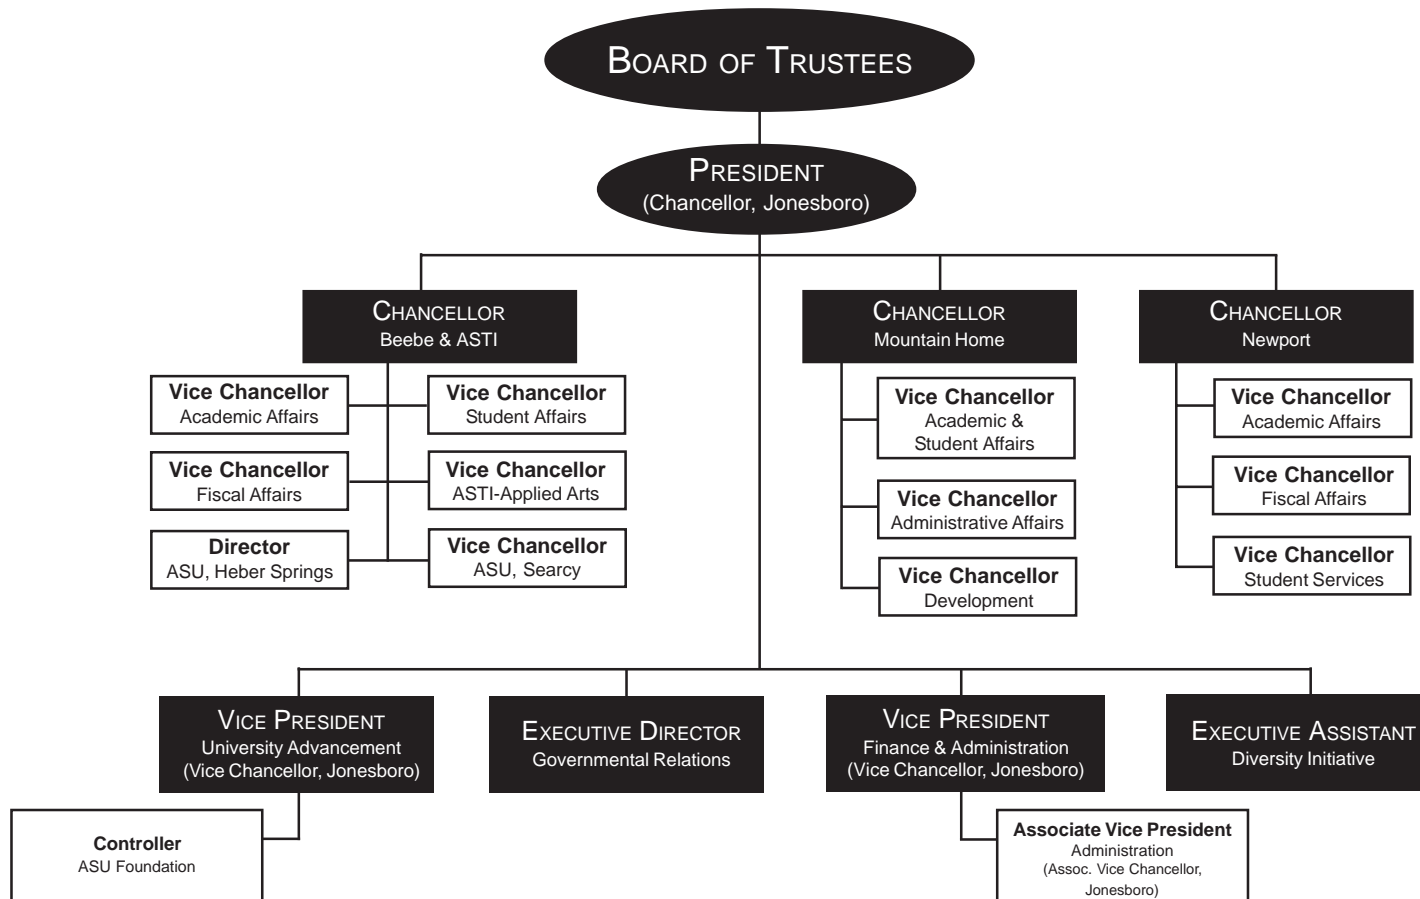 BOARD OF TRUSTEES
PRESIDENT
(Chancellor, Jonesboro)
CHANCELLOR
Beebe & ASTI
CHANCELLOR
Mountain Home
CHANCELLOR
Newport
Vice Chancellor
Academic Affairs
Vice Chancellor
Student Affairs
Vice Chancellor
Fiscal Affairs
Vice Chancellor
ASTI-Applied Arts
Director
ASU, Heber Springs
Vice Chancellor
ASU, Searcy
Vice Chancellor
Academic &
Student Affairs
Vice Chancellor
Administrative Affairs
Vice Chancellor
Development
Vice Chancellor
Academic Affairs
Vice Chancellor
Fiscal Affairs
Vice Chancellor
Student Services
VICE PRESIDENT
University Advancement
(Vice Chancellor, Jonesboro)
EXECUTIVE DIRECTOR
Governmental Relations
VICE PRESIDENT
Finance & Administration
(Vice Chancellor, Jonesboro)
EXECUTIVE ASSISTANT
Diversity Initiative
Controller
ASU Foundation
Associate Vice President
Administration
(Assoc. Vice Chancellor,
Jonesboro)